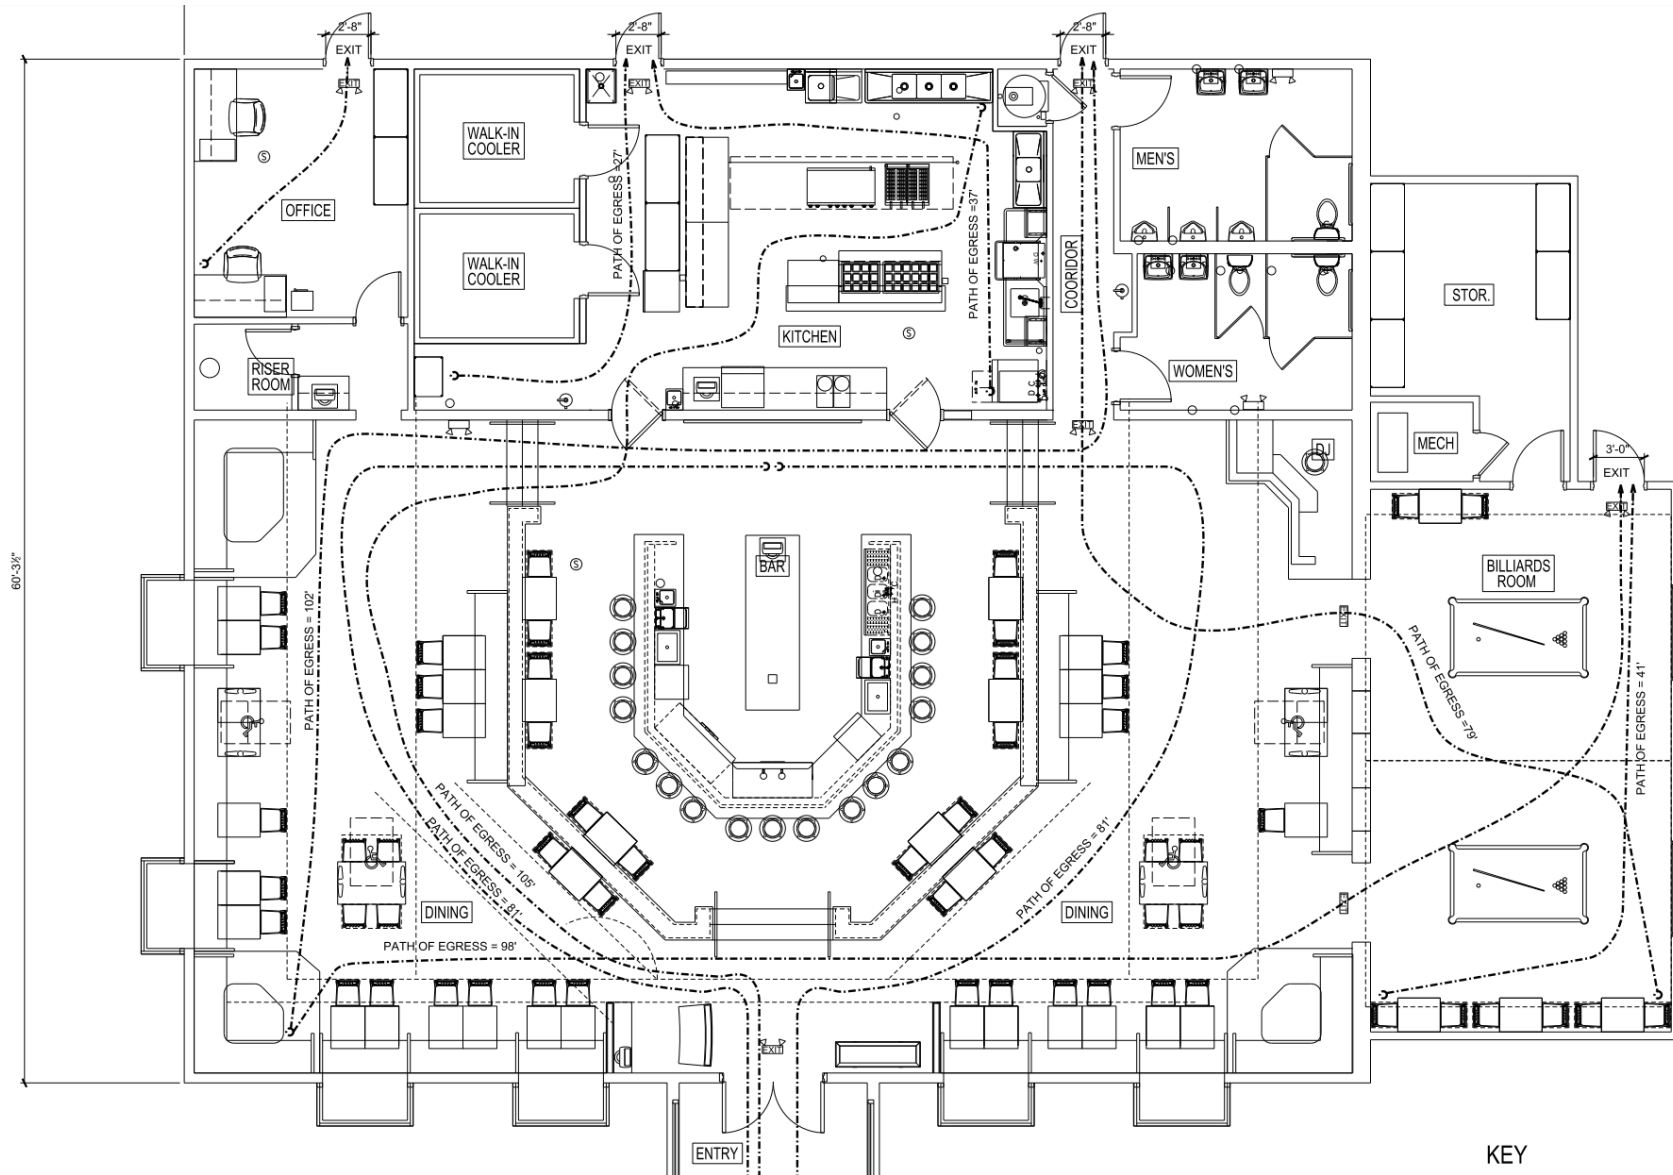 2'-8"
2'-8"
2'-8"
EXIT
EXIT
EXIT
EXIT
EXIT
EXIT
WALK-IN
COOLER
MEN'S
S
S
OFFICE
PATH OF EGRESS =27'
PATH OF EGRESS =37'
COORIDOR
WALK-IN
COOLER
STOR.
KITCHEN
RISER
ROOM
WOMEN'S
EXIT
DJ
MECH
3'-0"
EXIT
EXIT
60'-3½"
S
BAR
BILLIARDS
ROOM
PATH OF EGRESS = 102'
PATH OF EGRESS =79'
PATH OF EGRESS = 41'
PATH OF EGRESS = 105'
PATH OF EGRESS = 81'
PATH OF EGRESS = 81'
DINING
DINING
PATH OF EGRESS = 98'
EXIT
ENTRY
KEY